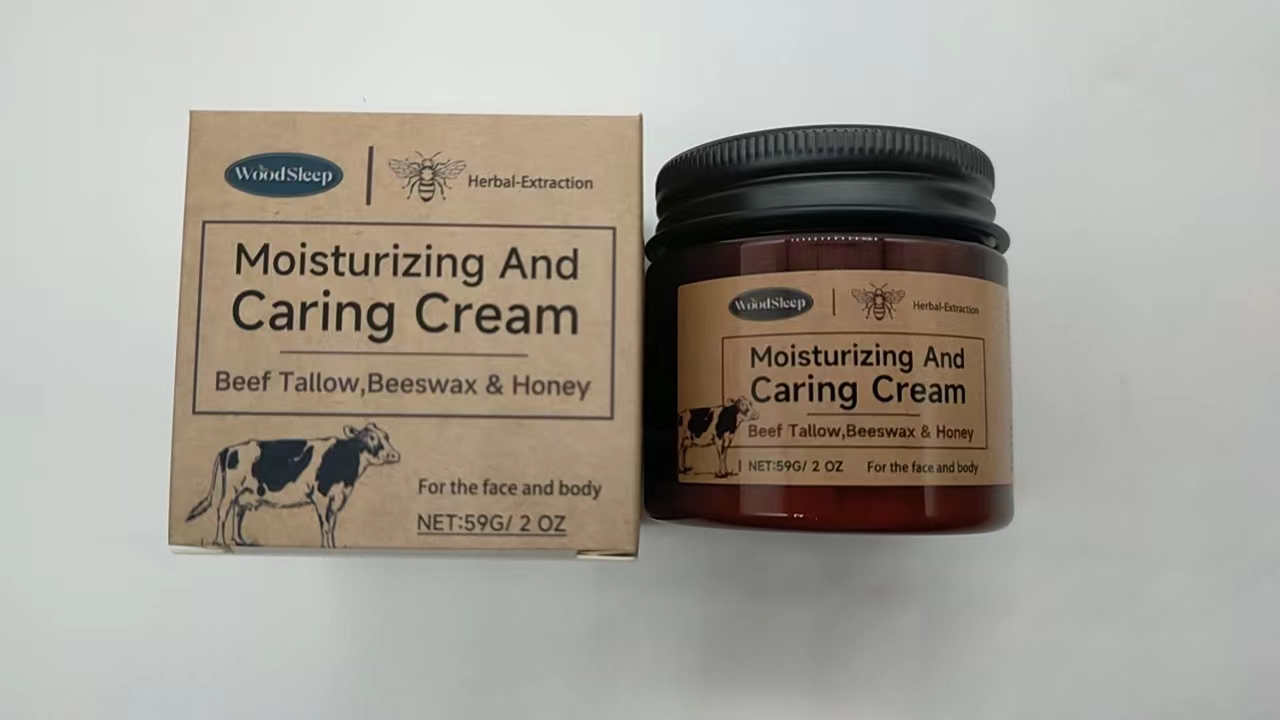 WoodSleep
Herbal-Extraction
Moisturizing And
Caring Cream
Beef Tallow,Beeswax & Honey
For the face and body
NET:59G/ 2 OZ
WoodSleep
Herbal-Extraction
Moisturizing And
Caring Cream
Beef Tallow,Beeswax & Honey
NET:59G/ 2 OZ
For the face and body